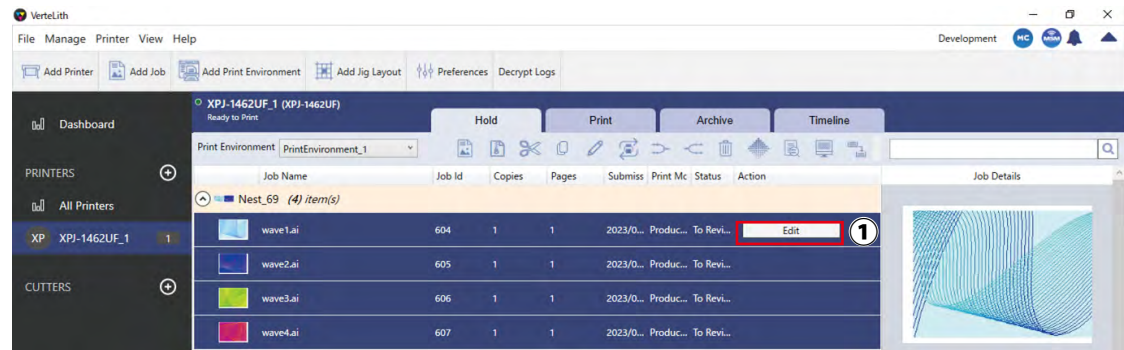 VerteLith
File Manage Printer View Help
Development MC MSM
Add Printer Add Job Add Print Environment Add Jig Layout Preferences Decrypt Logs
XPJ-1462UF_1 (XPJ-1462UF)
Ready to Print
Hold Print Archive Timeline
Dashboard
Print Environment PrintEnvironment_1
PRINTERS
Job Name Job Id Copies Pages Submiss Print Mc Status Action Job Details
All Printers
Nest_69 (4) item(s)
XP XPJ-1462UF_1 1
wave1.ai 604 1 1 2023/0... Produc... To Revi... Edit 1
wave2.ai 605 1 1 2023/0... Produc... To Revi...
CUTTERS
wave3.ai 606 1 1 2023/0... Produc... To Revi...
wave4.ai 607 1 1 2023/0... Produc... To Revi...